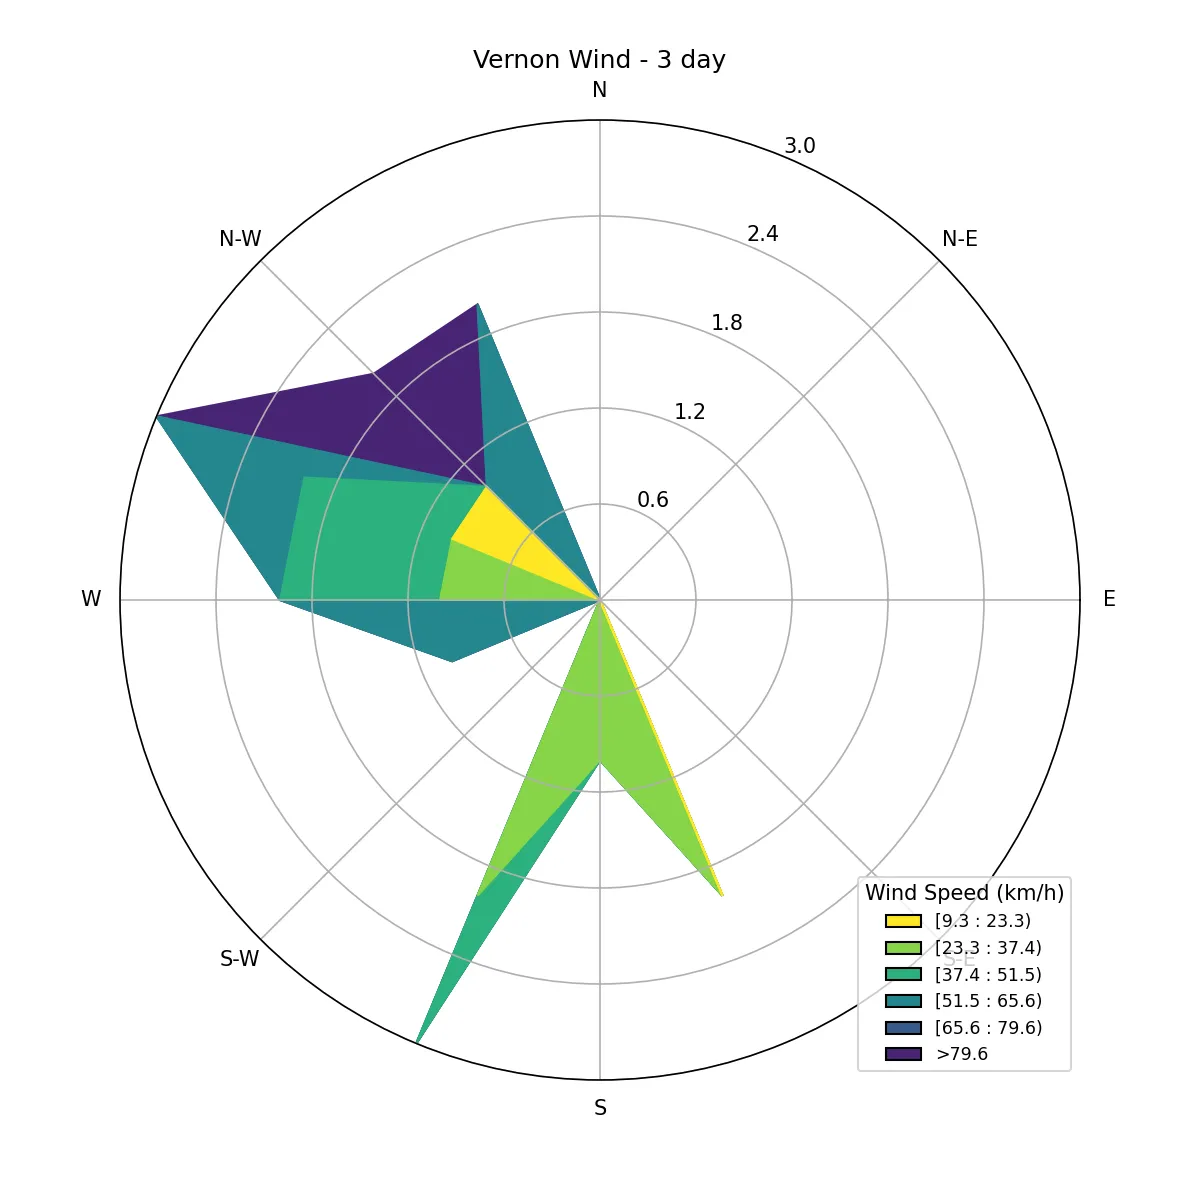 Vernon Wind - 3 day
N
3.0
N-W
2.4
N-E
1.8
1.2
0.6
W
E
S-W
S-E
S
Wind Speed (km/h)
[9.3 : 23.3)
[23.3 : 37.4)
[37.4 : 51.5)
[51.5 : 65.6)
[65.6 : 79.6)
>79.6